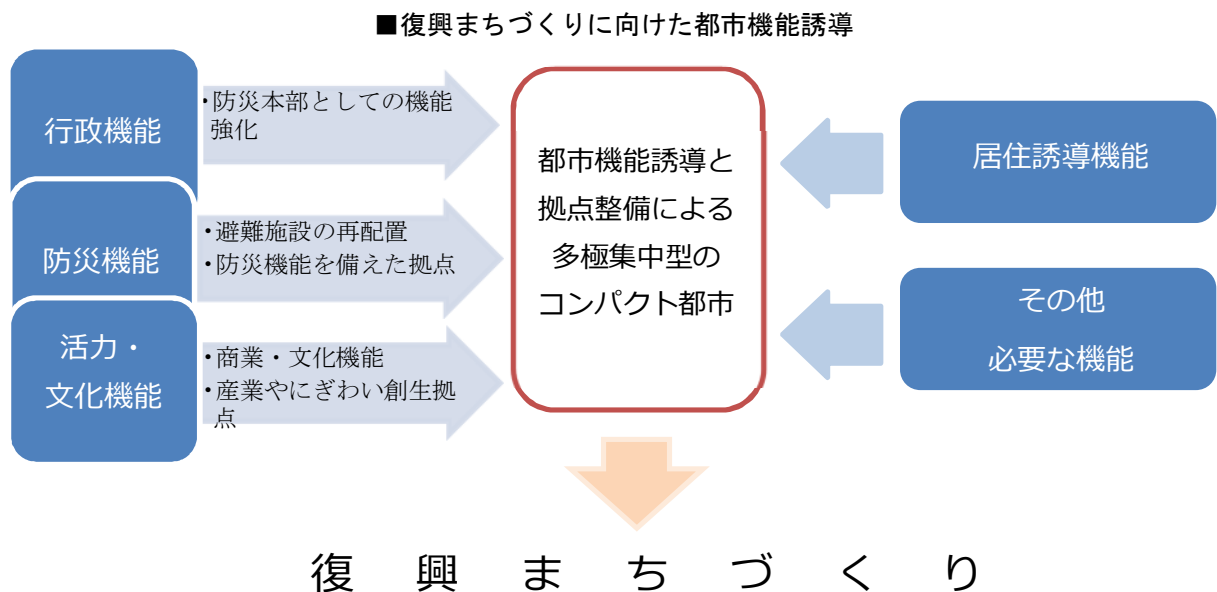 ■復興まちづくりに向けた都市機能誘導
行政機能
・防災本部としての機能
強化
防災機能
・避難施設の再配置
・防災機能を備えた拠点
活力・
文化機能
・商業・文化機能
・産業やにぎわい創生拠
点
都市機能誘導と
拠点整備による
多極集中型の
コンパクト都市
居住誘導機能
その他
必要な機能
復興まちづくり